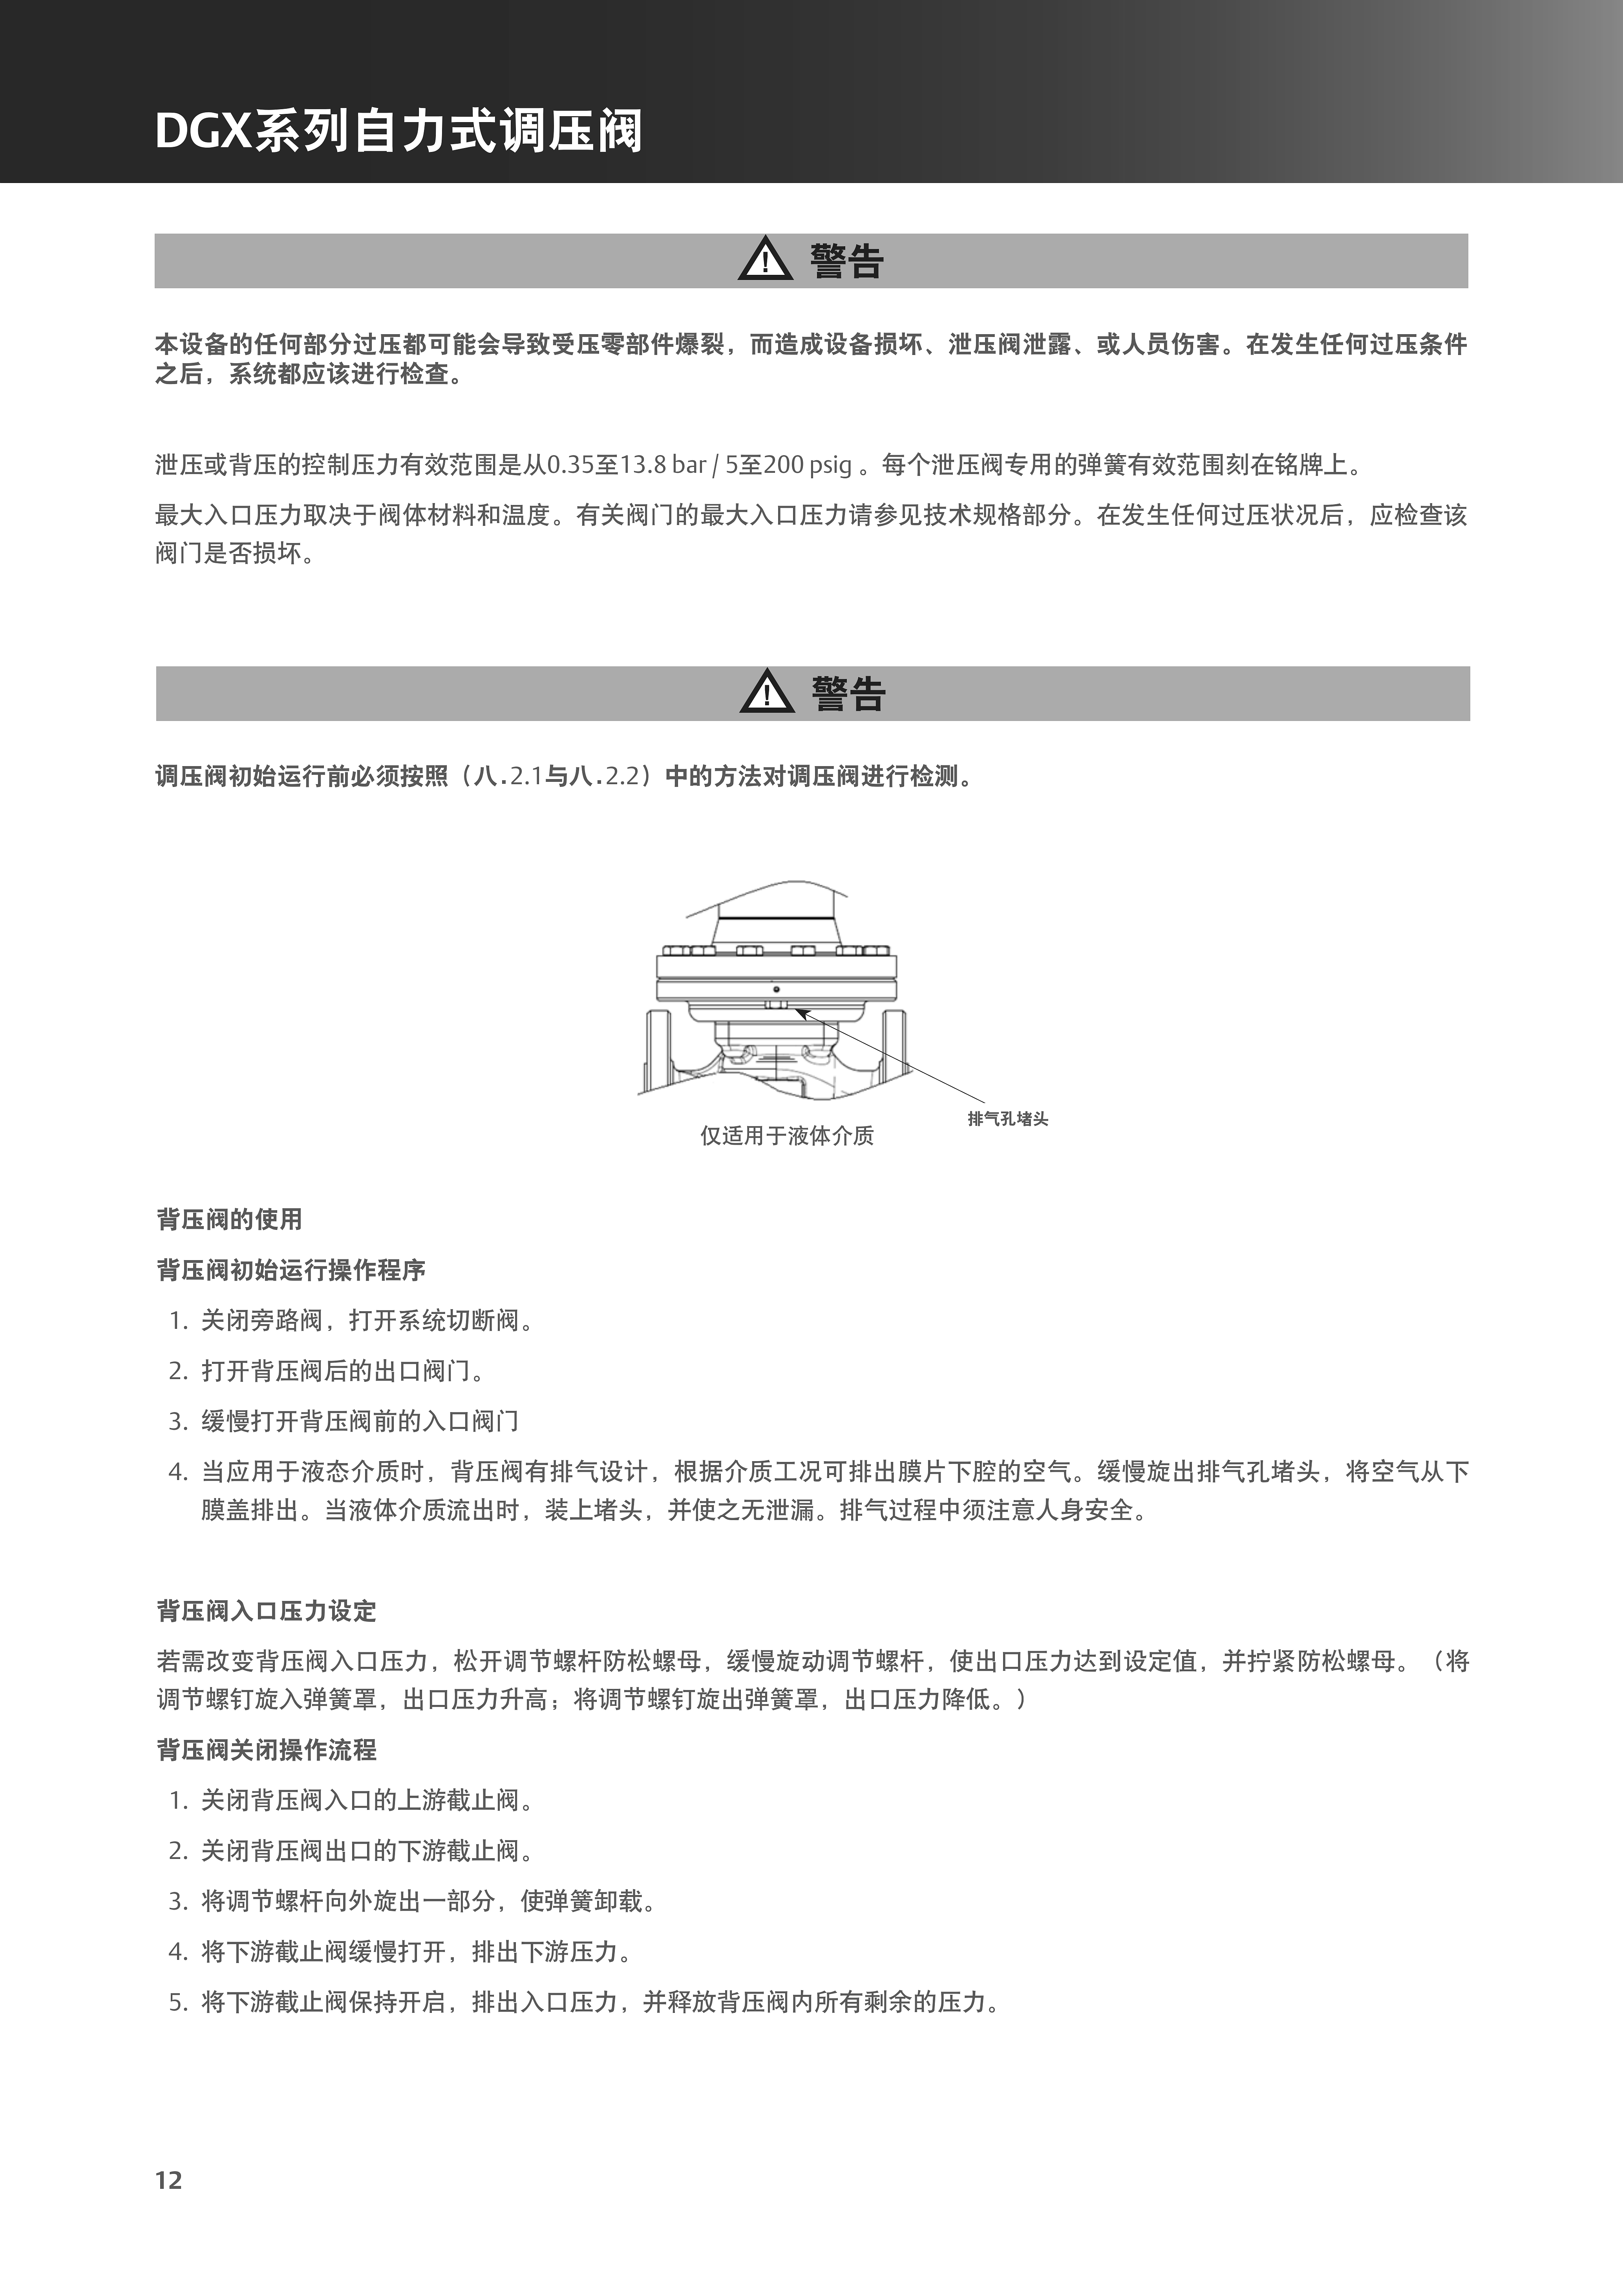 DGX系列自力式调压阀
警告
本设备的任何部分过压都可能会导致受压零部件爆裂，而造成设备损坏、泄压阀泄露、或人员伤害。在发生任何过压条件
之后，系统都应该进行检查。
泄压或背压的控制压力有效范围是从0.35至13.8 bar / 5至200 psig 。每个泄压阀专用的弹簧有效范围刻在铭牌上。
最大入口压力取决于阀体材料和温度。有关阀门的最大入口压力请参见技术规格部分。在发生任何过压状况后，应检查该
阀门是否损坏。
警告
调压阀初始运行前必须按照（八.2.1与八.2.2）中的方法对调压阀进行检测。
排气孔堵头
仅适用于液体介质
背压阀的使用
背压阀初始运行操作程序
1. 关闭旁路阀，打开系统切断阀。
2. 打开背压阀后的出口阀门。
3. 缓慢打开背压阀前的入口阀门
4. 当应用于液态介质时，背压阀有排气设计，根据介质工况可排出膜片下腔的空气。缓慢旋出排气孔堵头，将空气从下
膜盖排出。当液体介质流出时，装上堵头，并使之无泄漏。排气过程中须注意人身安全。
背压阀入口压力设定
若需改变背压阀入口压力，松开调节螺杆防松螺母，缓慢旋动调节螺杆，使出口压力达到设定值，并拧紧防松螺母。（将
调节螺钉旋入弹簧罩，出口压力升高；将调节螺钉旋出弹簧罩，出口压力降低。）
背压阀关闭操作流程
1. 关闭背压阀入口的上游截止阀。
2. 关闭背压阀出口的下游截止阀。
3. 将调节螺杆向外旋出一部分，使弹簧卸载。
4. 将下游截止阀缓慢打开，排出下游压力。
5. 将下游截止阀保持开启，排出入口压力，并释放背压阀内所有剩余的压力。
12